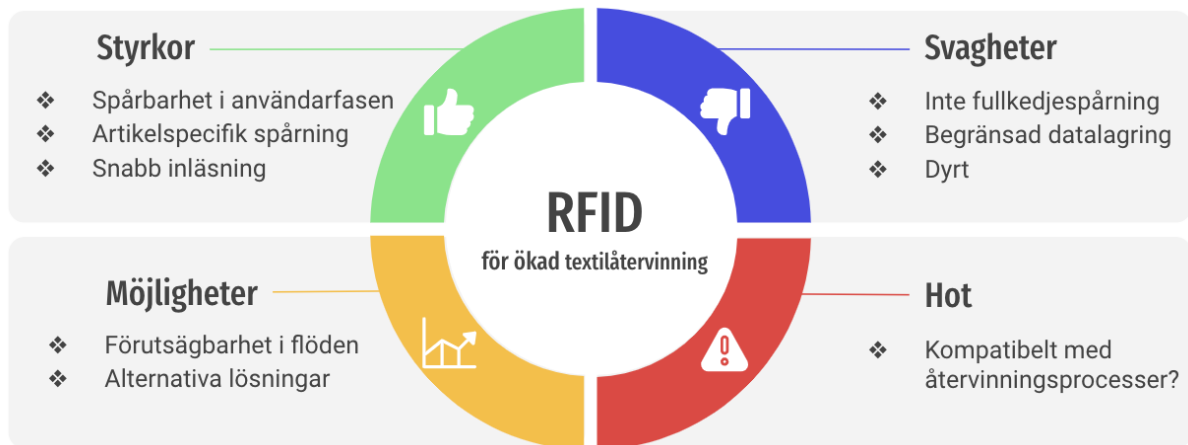 Styrkor
❖ Spårbarhet i användarfasen
❖ Artikelspecifik spårning
❖ Snabb inläsning
Svagheter
❖ Inte fullkedjespårning
❖ Begränsad datalagring
❖ Dyrt
RFID
för ökad textilåtervinning
Möjligheter
❖ Förutsägbarhet i flöden
❖ Alternativa lösningar
Hot
❖ Kompatibelt med
återvinningsprocesser?